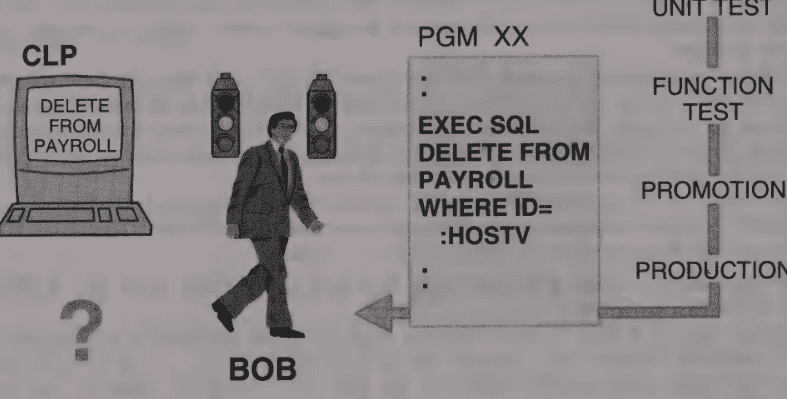 CLP
DELETE
FROM
PAYROLL
?
BOB
PGM XX
:
:
EXEC SQL
DELETE FROM
PAYROLL
WHERE ID=
:HOSTV
:
:
UNIT TEST
FUNCTION
TEST
PROMOTION
PRODUCTION